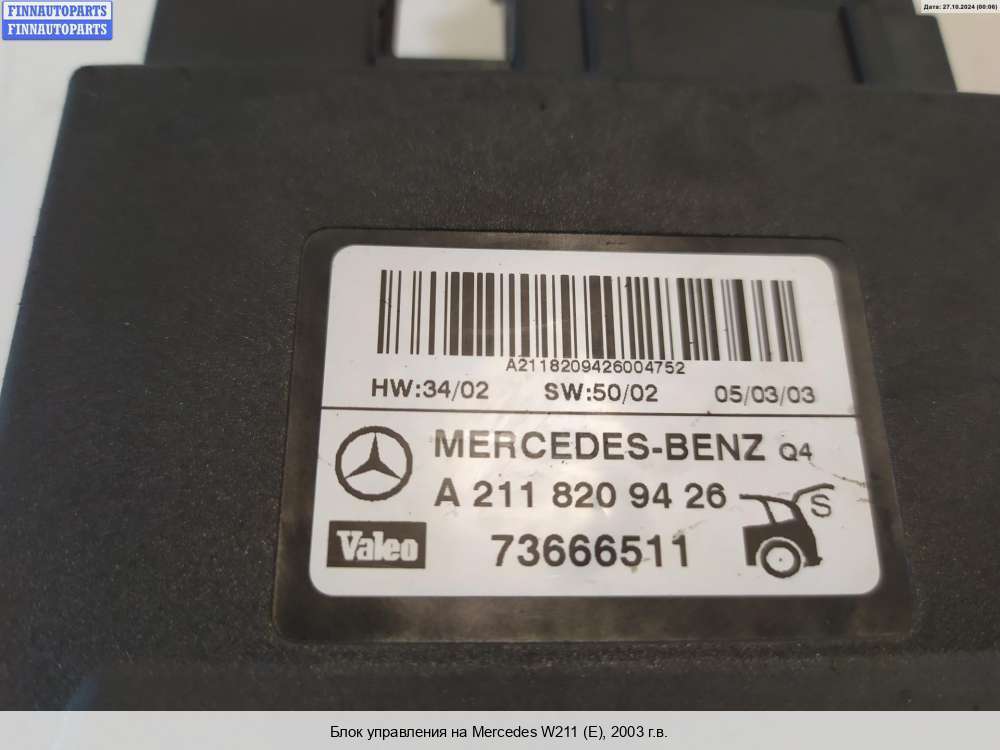 FINNAUTOPARTS
FINNAUTOPARTS
Дата: 27.10.2024 (00:06)
A2118209426004752
HW:34/02 SW:50/02 05/03/03
MERCEDES-BENZ Q4
A 211 820 94 26
S
Valeo 73666511
Блок управления на Mercedes W211 (E), 2003 г.в.